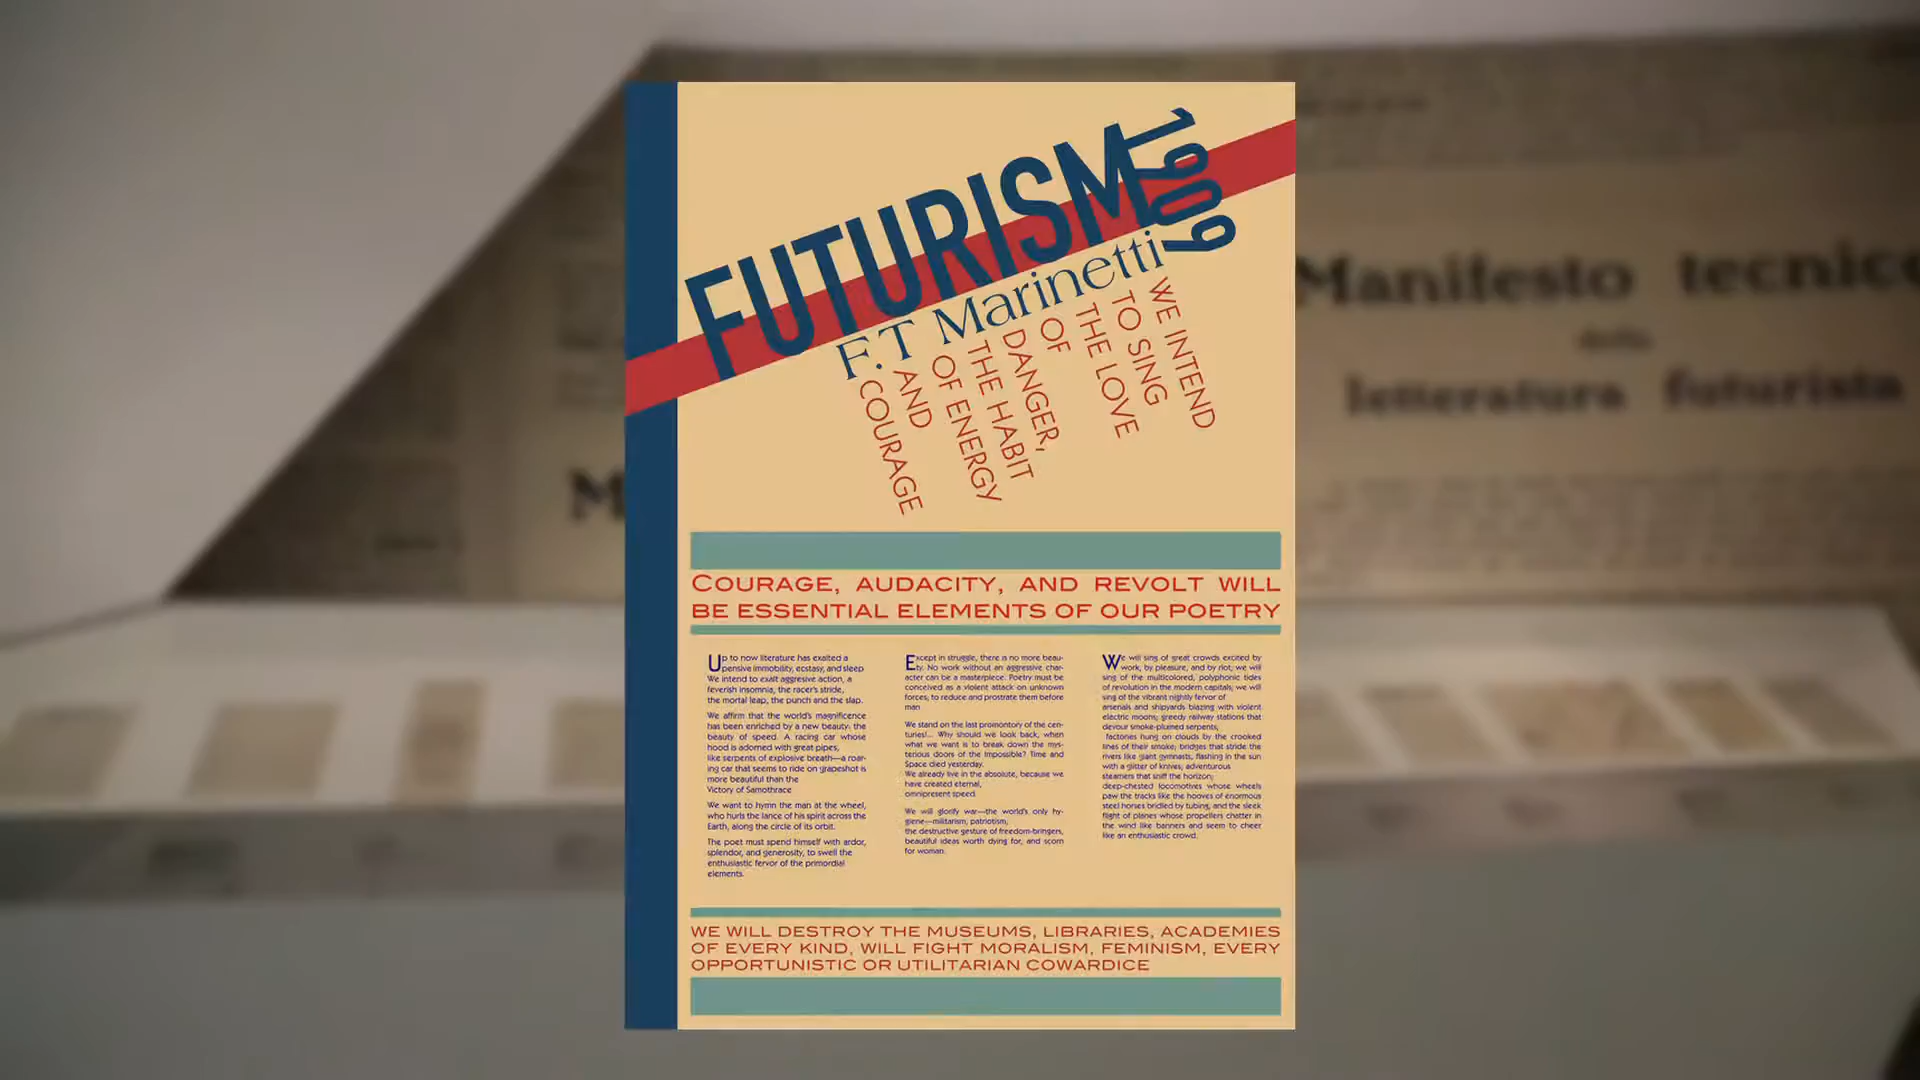 FUTURISM
1909
F.T Marinetti
WE INTEND
TO SING
THE LOVE
OF
DANGER,
THE HABIT
OF ENERGY
AND
COURAGE
COURAGE, AUDACITY, AND REVOLT WILL
BE ESSENTIAL ELEMENTS OF OUR POETRY
Up to now literature has exalted a
pensive immobility, ecstasy, and sleep
We intend to exalt aggresive action, a
feverish insomnia, the racer's stride,
the mortal leap, the punch and the slap.
We affirm that the world's magnificence
has been enriched by a new beauty: the
beauty of speed. A racing car whose
hood is adorned with great pipes,
like serpents of explosive breath—a roar-
ing car that seems to ride on grapeshot is
more beautiful than the
Victory of Samothrace
We want to hymn the man at the wheel,
who hurls the lance of his spirit across the
Earth, along the circle of its orbit.
The poet must spend himself with ardor,
splendor, and generosity, to swell the
enthusiastic fervor of the primordial
elements.
Except in struggle, there is no more beau-
ty. No work without an aggressive char-
acter can be a masterpiece. Poetry must be
conceived as a violent attack on unknown
forces, to reduce and prostrate them before
man
We stand on the last promontory of the cen-
turies!... Why should we look back, when
what we want is to break down the mys-
terious doors of the Impossible? Time and
Space died yesterday.
We already live in the absolute, because we
have created eternal,
omnipresent speed.
We will glorify war—the world's only hy-
giene—militarism, patriotism,
the destructive gesture of freedom-bringers,
beautiful ideas worth dying for, and scorn
for woman.
We will sing of great crowds excited by
work, by pleasure, and by riot; we will
sing of the multicolored, polyphonic tides
of revolution in the modern capitals; we will
sing of the vibrant nightly fervor of
arsenals and shipyards blazing with violent
electric moons; greedy railway stations that
devour smoke-plumed serpents;
factories hung on clouds by the crooked
lines of their smoke; bridges that stride the
rivers like giant gymnasts, flashing in the sun
with a glitter of knives; adventurous
steamers that sniff the horizon;
deep-chested locomotives whose wheels
paw the tracks like the hooves of enormous
steel horses bridled by tubing; and the sleek
flight of planes whose propellers chatter in
the wind like banners and seem to cheer
like an enthusiastic crowd.
WE WILL DESTROY THE MUSEUMS, LIBRARIES, ACADEMIES
OF EVERY KIND, WILL FIGHT MORALISM, FEMINISM, EVERY
OPPORTUNISTIC OR UTILITARIAN COWARDICE
Manifesto tecnico
della
letteratura futurista